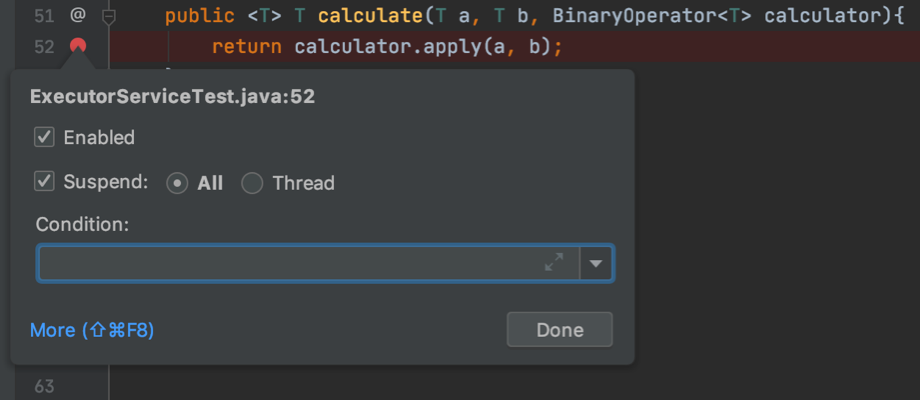 51 @ public <T> T calculate(T a, T b, BinaryOperator<T> calculator){
52 return calculator.apply(a, b);
ExecutorServiceTest.java:52
Enabled
Suspend: All Thread
Condition:
More (⇧⌘F8) Done
63